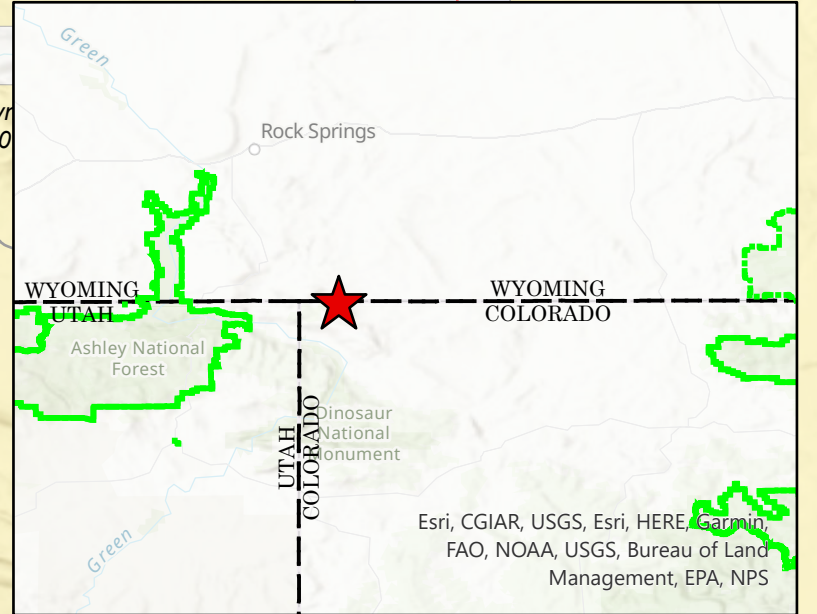 Green
Rock Springs
WYOMING
UTAH
WYOMING
COLORADO
Ashley National
Forest
UTAH
COLORADO
Dinosaur
National
Monument
Green
Esri, CGIAR, USGS, Esri, HERE, Garmin,
FAO, NOAA, USGS, Bureau of Land
Management, EPA, NPS